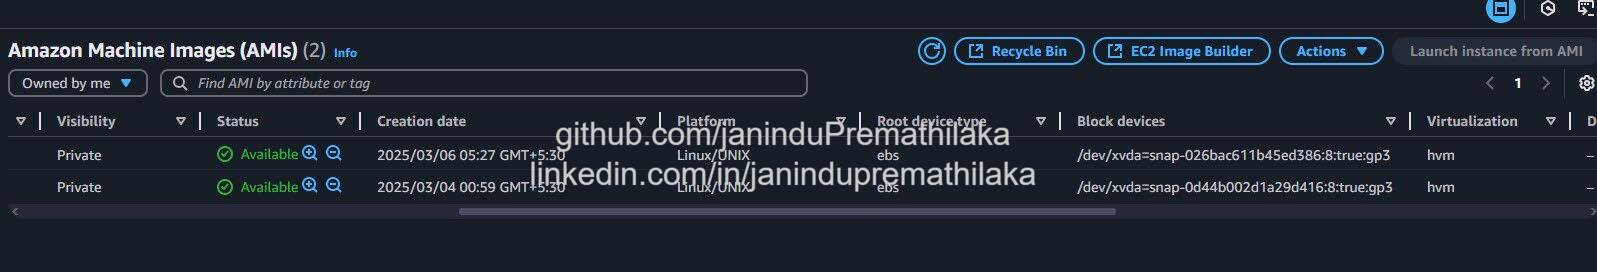 Amazon Machine Images (AMIs) (2) Info
Recycle Bin EC2 Image Builder Actions Launch instance from AMI
Owned by me Find AMI by attribute or tag 1
Visibility Status Creation date Platform Root device type Block devices Virtualization D
github.com/janinduPremathilaka
Private Available 2025/03/06 05:27 GMT+5:30 Linux/UNIX ebs /dev/xvda=snap-026bac611b45ed386:8:true:gp3 hvm –
linkedin.com/in/janindupremathilaka
Private Available 2025/03/04 00:59 GMT+5:30 Linux/UNIX ebs /dev/xvda=snap-0d44b002d1a29d416:8:true:gp3 hvm –